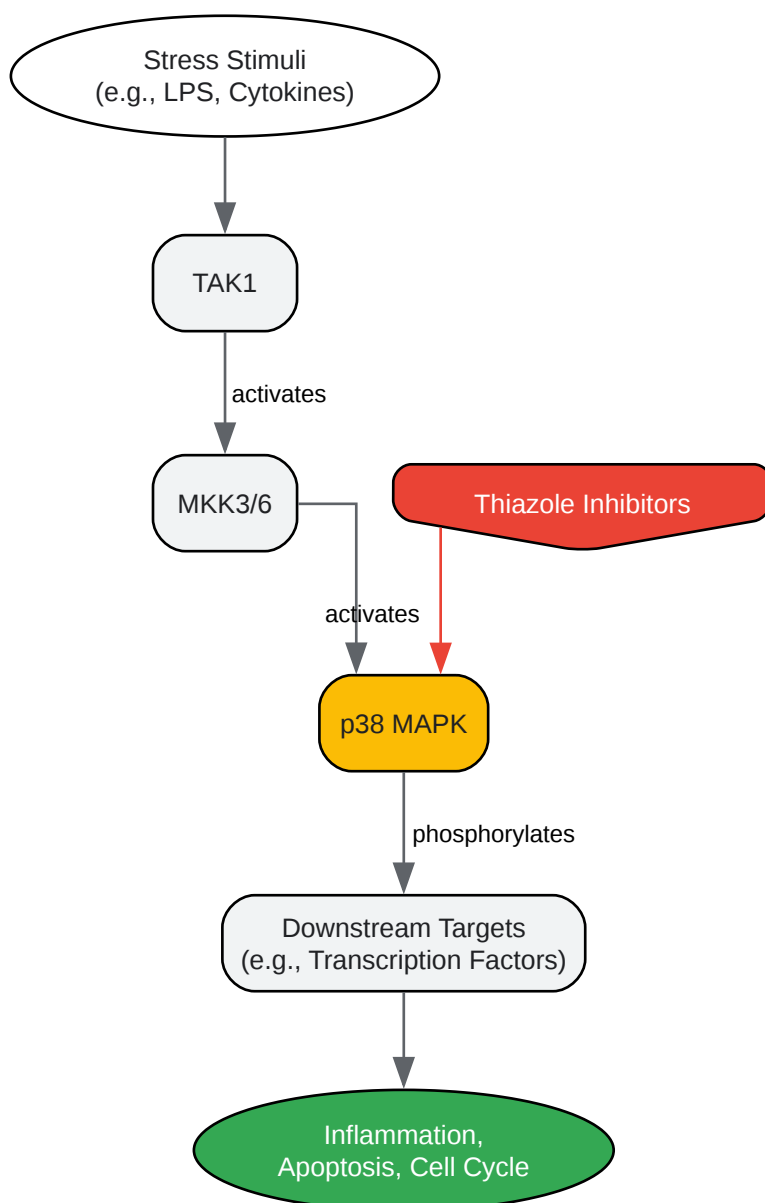 Stress Stimuli
(e.g., LPS, Cytokines)
TAK1
activates
MKK3/6
Thiazole Inhibitors
activates
p38 MAPK
phosphorylates
Downstream Targets
(e.g., Transcription Factors)
Inflammation,
Apoptosis, Cell Cycle